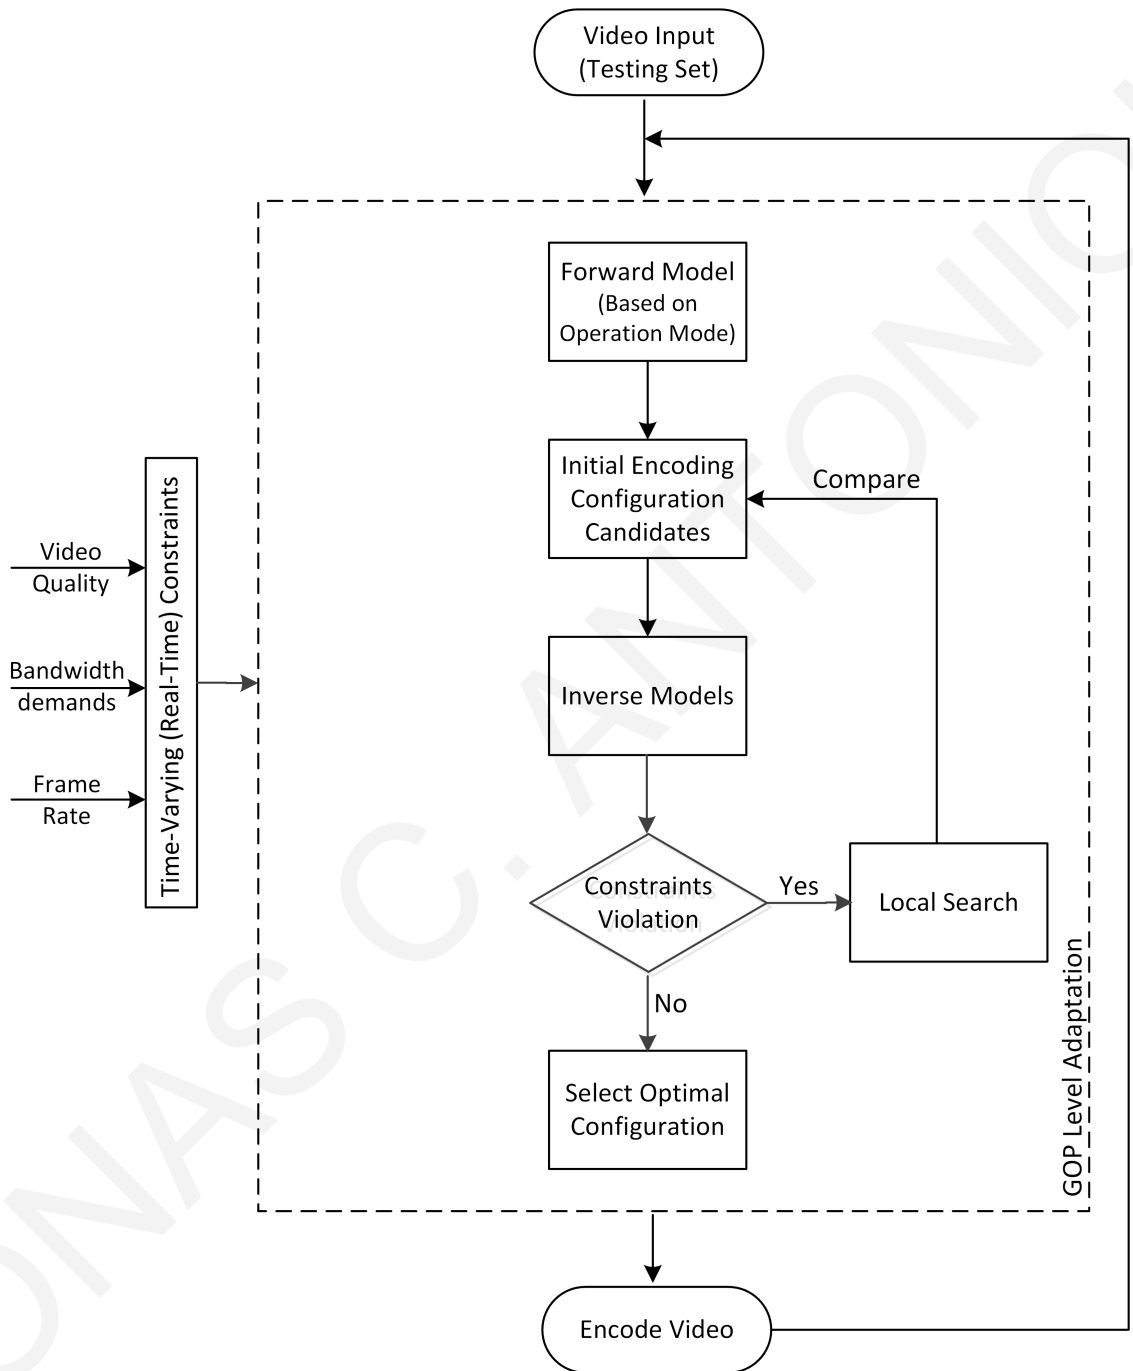 Video Input
(Testing Set)
Forward Model
(Based on
Operation Mode)
Initial Encoding
Configuration
Candidates
Compare
Video
Quality
Bandwidth
demands
Frame
Rate
Time-Varying (Real-Time) Constraints
Inverse Models
Constraints
Violation
Yes
Local Search
No
Select Optimal
Configuration
GOP Level Adaptation
Encode Video
ONAS C. ANTONIO